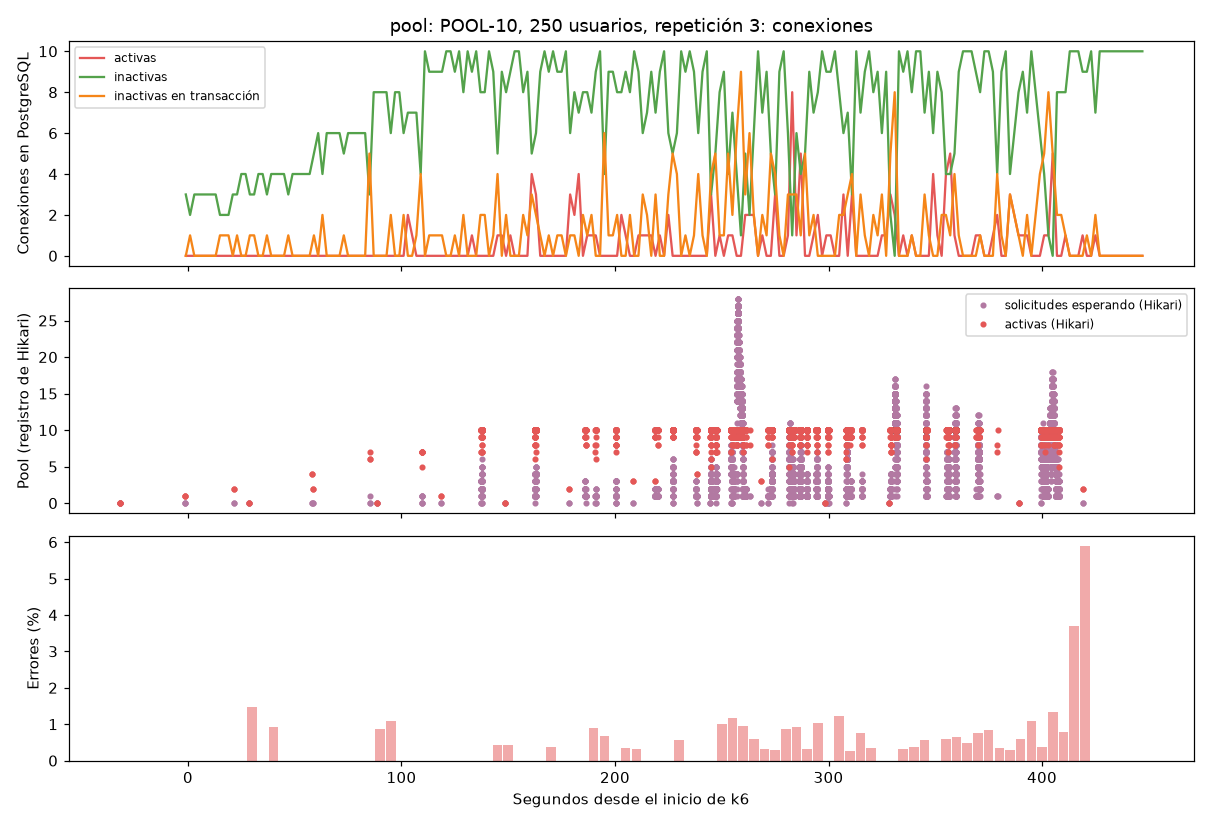 pool: POOL-10, 250 usuarios, repetición 3: conexiones
Conexiones en PostgreSQL
10
8
6
4
2
0
activas
inactivas
inactivas en transacción
Pool (registro de Hikari)
25
20
15
10
5
0
solicitudes esperando (Hikari)
activas (Hikari)
Errores (%)
6
5
4
3
2
1
0
0 100 200 300 400
Segundos desde el inicio de k6